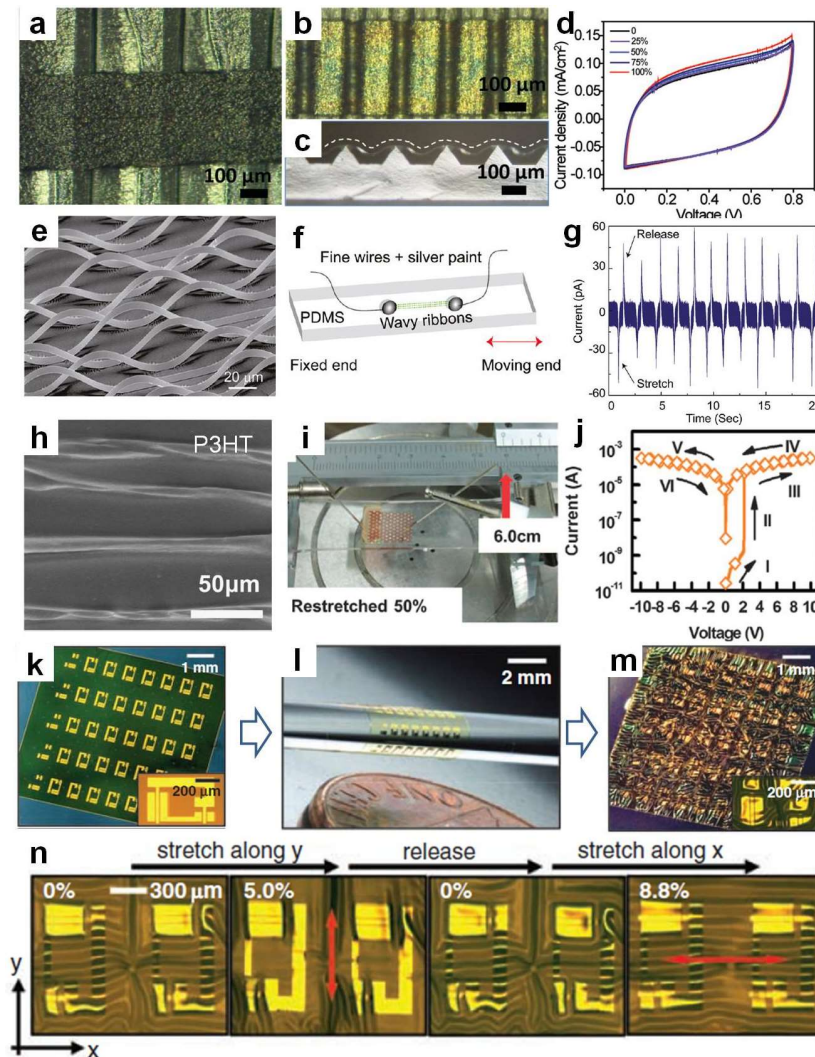 a
100 µm
b
100 µm
c
100 µm
d
0
25%
50%
75%
100%
Current density (mA/cm²)
0.15
0.10
0.05
0.00
-0.05
-0.10
0.0 0.2 0.4 0.6 0.8
Voltage (V)
e
20 µm
f
Fine wires + silver paint
PDMS
Wavy ribbons
Fixed end
Moving end
g
Release
Stretch
Current (pA)
60
30
0
-30
-60
0 5 10 15 20
Time (Sec)
h
P3HT
50µm
i
6.0cm
Restretched 50%
j
V
IV
VI
III
II
I
Current (A)
10⁻³
10⁻⁵
10⁻⁷
10⁻⁹
10⁻¹¹
-10 -8 -6 -4 -2 0 2 4 6 8 10
Voltage (V)
k
1 mm
200 µm
l
2 mm
m
1 mm
200 µm
n
stretch along y
release
stretch along x
0%
300 µm
5.0%
0%
8.8%
y
x